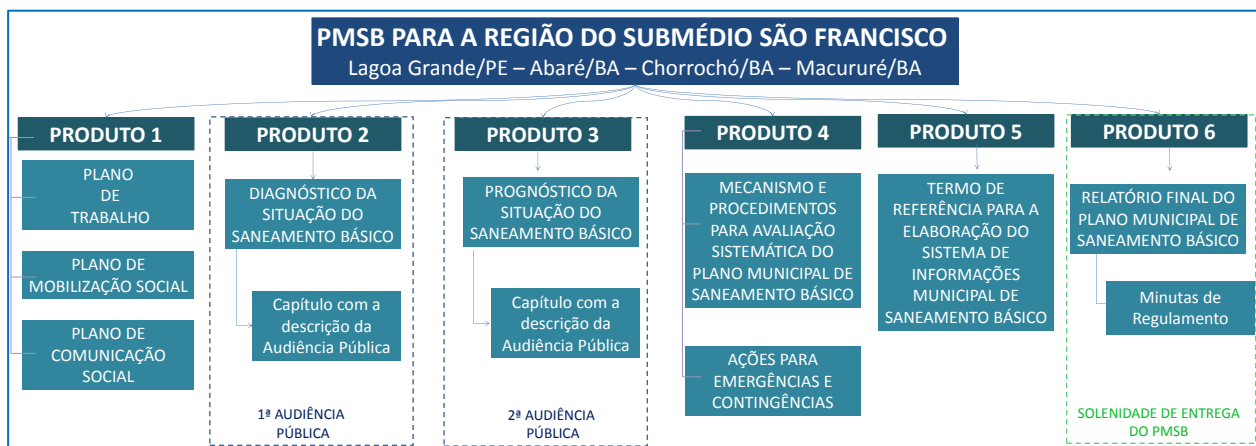 PMSB PARA A REGIÃO DO SUBMÉDIO SÃO FRANCISCO
Lagoa Grande/PE – Abaré/BA – Chorrochó/BA – Macururé/BA
PRODUTO 1
PLANO
DE
TRABALHO
PLANO DE
MOBILIZAÇÃO SOCIAL
PLANO DE
COMUNICAÇÃO
SOCIAL
PRODUTO 2
DIAGNÓSTICO DA
SITUAÇÃO DO
SANEAMENTO BÁSICO
Capítulo com a
descrição da
Audiência Pública
1ª AUDIÊNCIA
PÚBLICA
PRODUTO 3
PROGNÓSTICO DA
SITUAÇÃO DO
SANEAMENTO BÁSICO
Capítulo com a
descrição da
Audiência Pública
2ª AUDIÊNCIA
PÚBLICA
PRODUTO 4
MECANISMO E
PROCEDIMENTOS
PARA AVALIAÇÃO
SISTEMÁTICA DO
PLANO MUNICIPAL DE
SANEAMENTO BÁSICO
AÇÕES PARA
EMERGÊNCIAS E
CONTINGÊNCIAS
PRODUTO 5
TERMO DE
REFERÊNCIA PARA A
ELABORAÇÃO DO
SISTEMA DE
INFORMAÇÕES
MUNICIPAL DE
SANEAMENTO BÁSICO
PRODUTO 6
RELATÓRIO FINAL DO
PLANO MUNICIPAL DE
SANEAMENTO BÁSICO
Minutas de
Regulamento
SOLENIDADE DE ENTREGA
DO PMSB